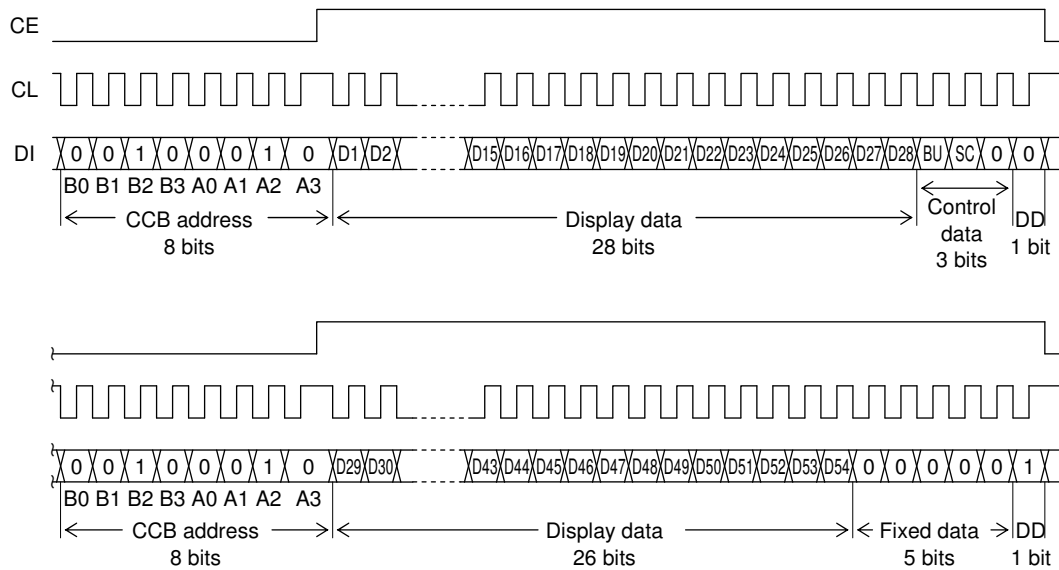 CE
CL
DI 0 0 1 0 0 0 1 0 D1 D2 D15 D16 D17 D18 D19 D20 D21 D22 D23 D24 D25 D26 D27 D28 BU SC 0 0
B0 B1 B2 B3 A0 A1 A2 A3
CCB address Display data Control DD
8 bits 28 bits data 1 bit
3 bits
0 0 1 0 0 0 1 0 D29 D30 D43 D44 D45 D46 D47 D48 D49 D50 D51 D52 D53 D54 0 0 0 0 0 1
B0 B1 B2 B3 A0 A1 A2 A3
CCB address Display data Fixed data DD
8 bits 26 bits 5 bits 1 bit